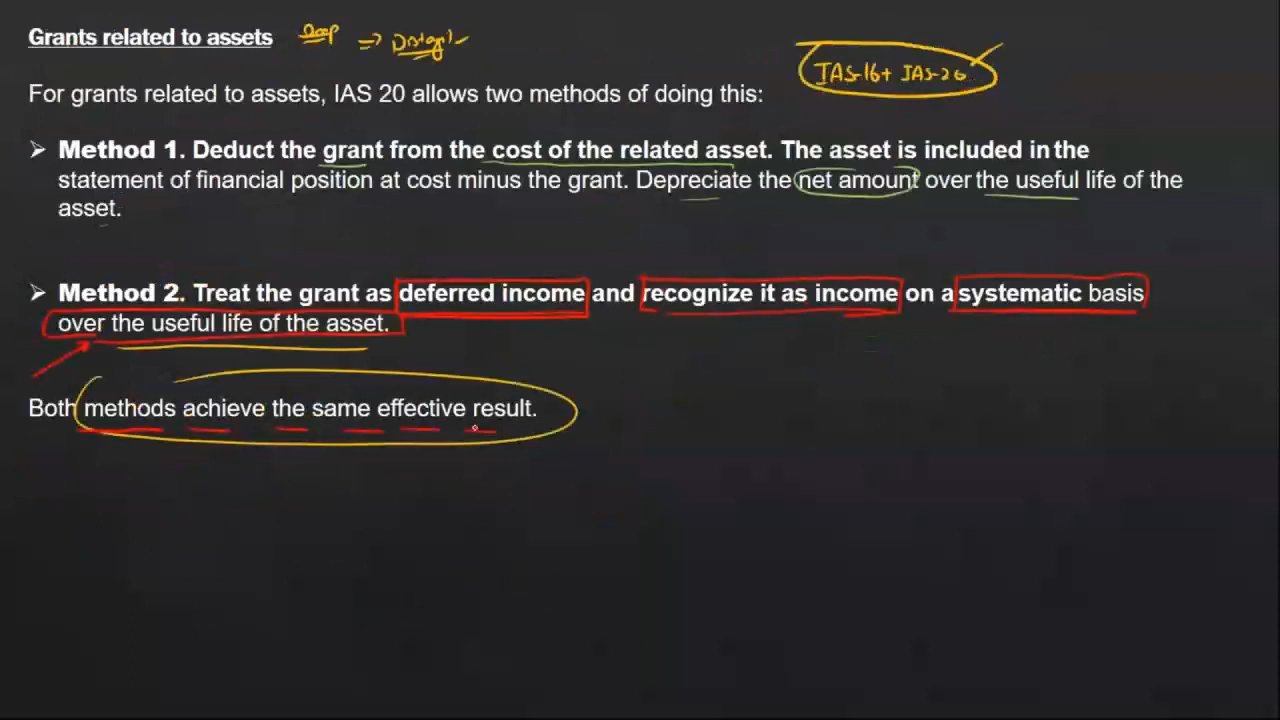 Grants related to assets
IAS-16+ IAS-20
For grants related to assets, IAS 20 allows two methods of doing this:
➢ Method 1. Deduct the grant from the cost of the related asset. The asset is included in the
statement of financial position at cost minus the grant. Depreciate the net amount over the useful life of the
asset.
➢ Method 2. Treat the grant as deferred income and recognize it as income on a systematic basis
over the useful life of the asset.
Both methods achieve the same effective result.